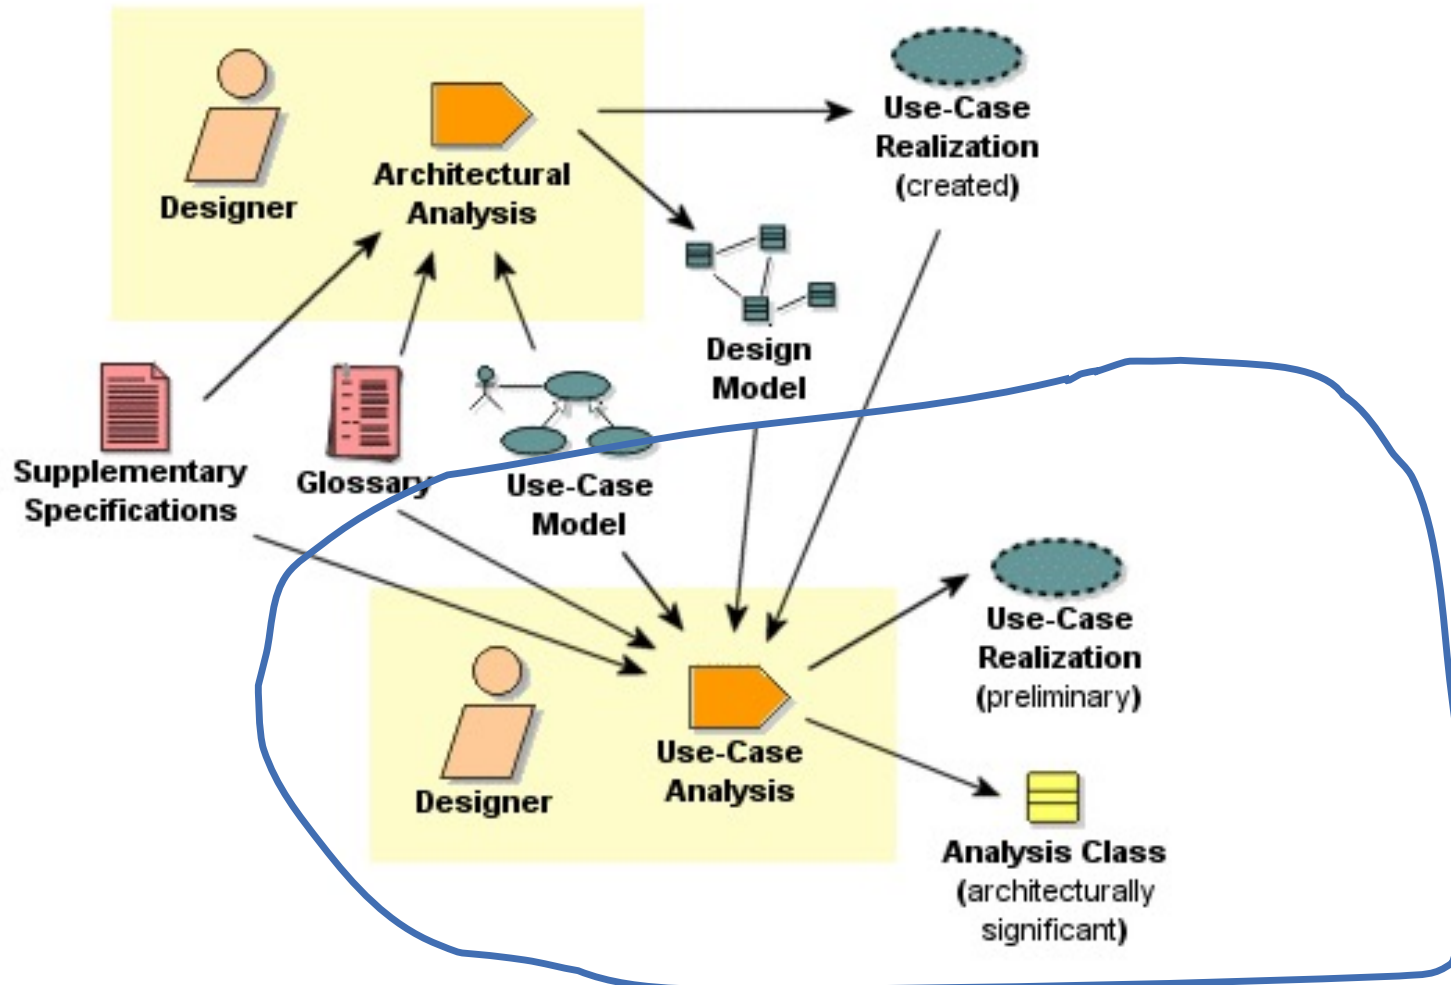 Use-Case
Realization
(created)
Architectural
Analysis
Designer
Design
Model
Supplementary
Specifications
Glossary
Use-Case
Model
Use-Case
Realization
(preliminary)
Use-Case
Analysis
Designer
Analysis Class
(architecturally
significant)